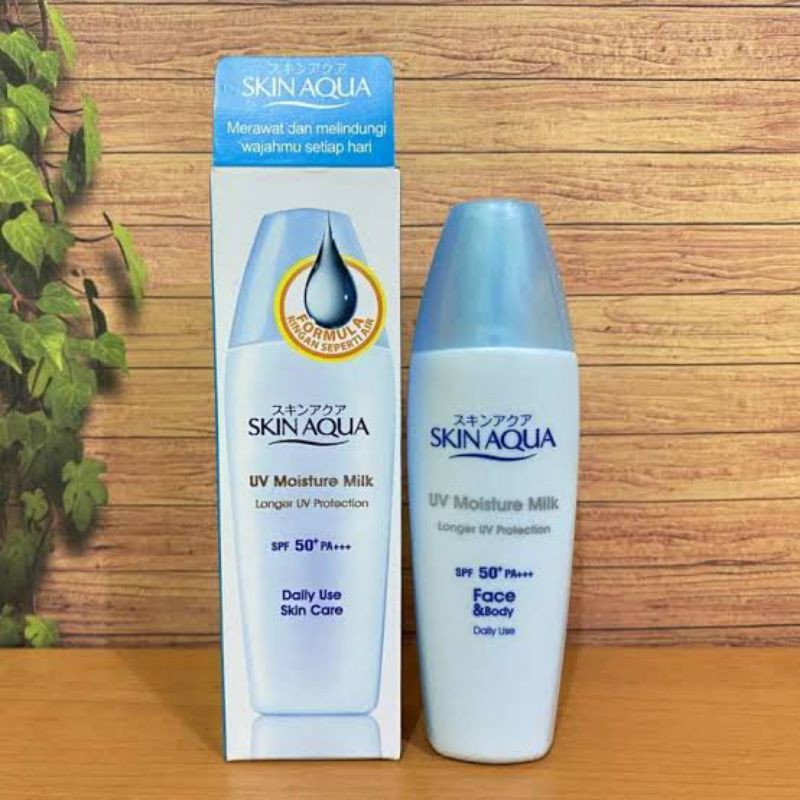 スキンアクア
SKIN AQUA
Merawat dan melindungi
wajahmu setiap hari
FORMULA
RINGAN SEPERTI AIR
スキンアクア
SKIN AQUA
UV Moisture Milk
Longer UV Protection
SPF 50+ PA+++
Daily Use
Skin Care
スキンアクア
SKIN AQUA
UV Moisture Milk
Longer UV Protection
SPF 50+ PA+++
Face
&Body
Daily Use